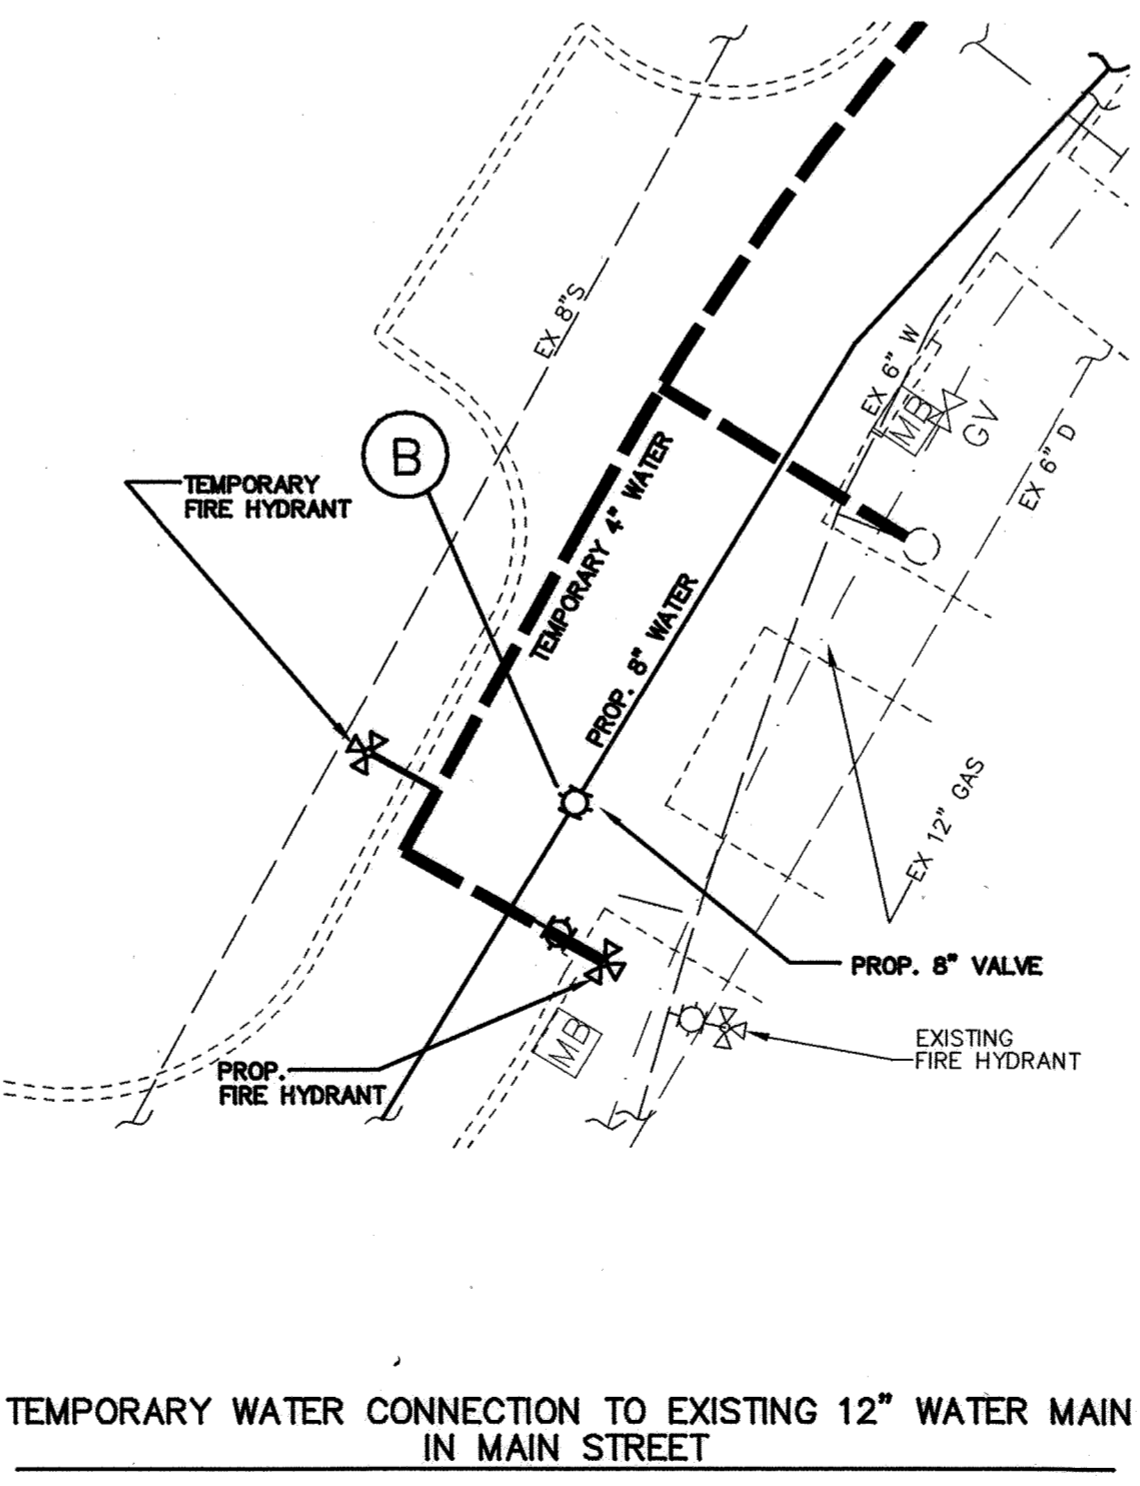 EX 8"S
EX 6" W
MB
GV
EX 6" D
B
TEMPORARY
FIRE HYDRANT
TEMPORARY 4" WATER
PROP. 8" WATER
EX 12" GAS
PROP. 8" VALVE
EXISTING
FIRE HYDRANT
MB
PROP.
FIRE HYDRANT
TEMPORARY WATER CONNECTION TO EXISTING 12" WATER MAIN
IN MAIN STREET